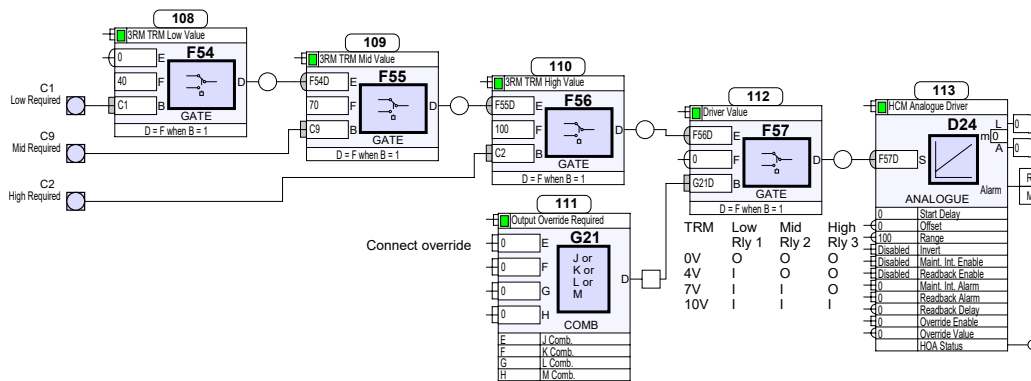 108
3RM TRM Low Value
F54
0 E
40 F
C1 B
D
GATE
D = F when B = 1
C1
Low Required
C9
Mid Required
C2
High Required
109
3RM TRM Mid Value
F55
F54D E
70 F
C9 B
D
GATE
D = F when B = 1
110
3RM TRM High Value
F56
F55D E
100 F
C2 B
D
GATE
D = F when B = 1
111
Output Override Required
G21
Connect override
0 E
0 F
0 G
0 H
J or
K or
L or
M
D
COMB
E J Comb.
F K Comb.
G L Comb.
H M Comb.
112
Driver Value
F57
F56D E
0 F
G21D B
D
GATE
D = F when B = 1
TRM Low Mid High
Rly 1 Rly 2 Rly 3
0V O O O
4V I O O
7V I I O
10V I I I
113
HCM Analogue Driver
D24
F57D S
L 0
m 0
A 0
Alarm
R
M
ANALOGUE
0 Start Delay
0 Offset
100 Range
Disabled Invert
Disabled Maint. Int. Enable
Disabled Readback Enable
0 Maint. Int. Alarm
0 Readback Alarm
0 Readback Delay
0 Override Enable
0 Override Value
HOA Status